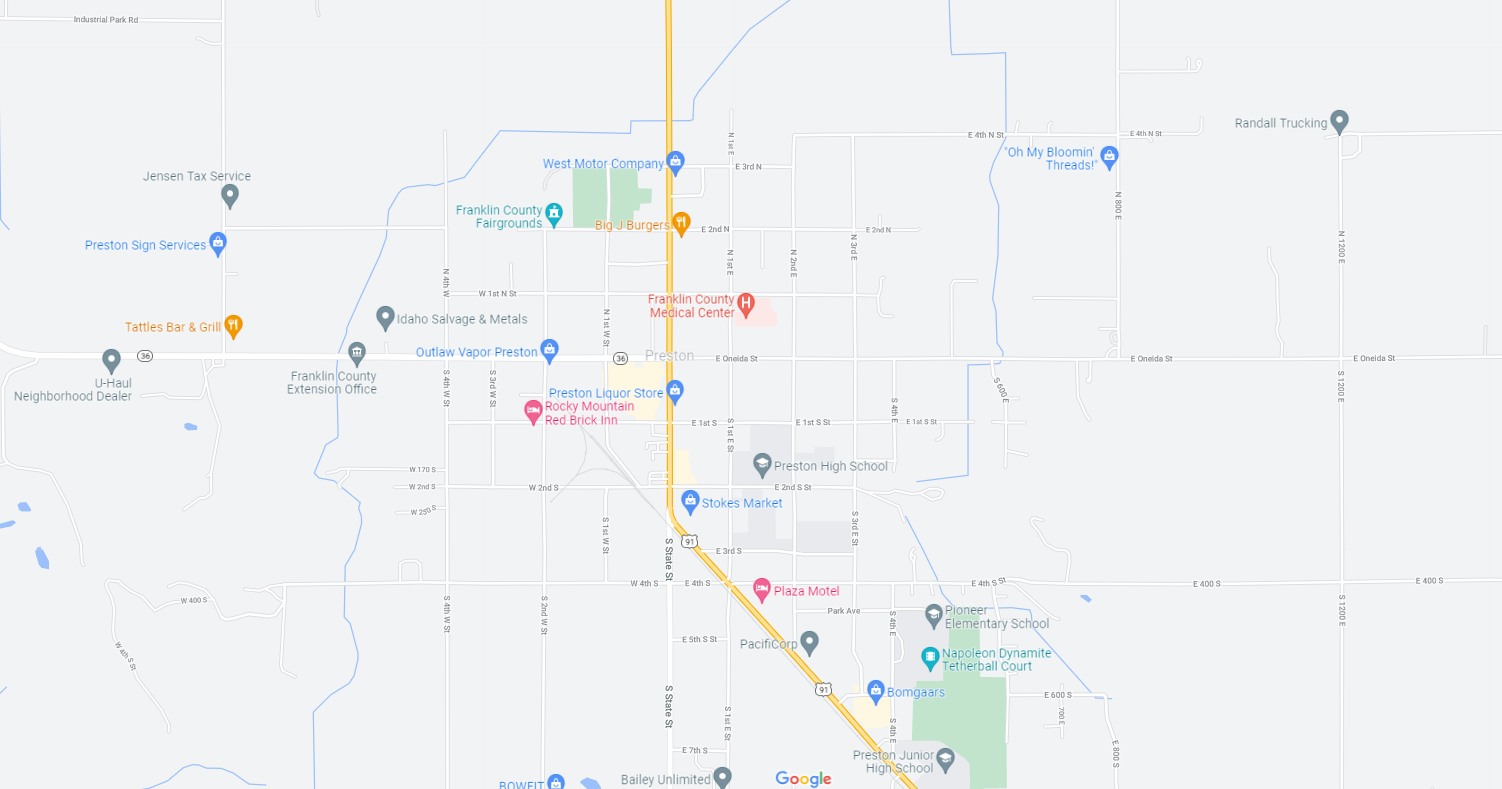 Industrial Park Rd
Randall Trucking
E 4th N St
E 4th N St
N 1st E
"Oh My Bloomin'
Threads!"
West Motor Company
E 3rd N
Jensen Tax Service
N 800 E
Franklin County
Fairgrounds
Big J Burgers
E 2nd N
E 2nd N
Preston Sign Services
N 4th W
N 1st E
N 2nd E
N 3rd E
N 1200 E
W 1st N St
Franklin County
Medical Center
Idaho Salvage & Metals
N 1st W St
Tattles Bar & Grill
36
Outlaw Vapor Preston
36
Preston
E Oneida St
E Oneida St
E Oneida St
U-Haul
Neighborhood Dealer
Franklin County
Extension Office
S 4th W St
S 3rd W St
Preston Liquor Store
S 600 E
S 1200 E
Rocky Mountain
Red Brick Inn
S 4th E
E 1st S
S 1st E St
E 1st S St
E 1st S St
Preston High School
W 170 S
W 2nd S
W 2nd S
E 2nd S St
Stokes Market
W 250 S
S 1st W St
S 3rd E St
91
E 3rd S
S State St
W 4th S
E 4th S
E 4th S St
E 400 S
E 400 S
Plaza Motel
W 400 S
S 4th W St
S 2nd W St
Park Ave
S 4th E
Pioneer
Elementary School
S 1200 E
W 4th S St
E 5th S St
PacifiCorp
Napoleon Dynamite
Tetherball Court
91
Bomgaars
E 600 S
S State St
S 1st E St
700 E
S 4th E
E 800 S
E 7th S
Preston Junior
High School
BOWFIT
Bailey Unlimited
Google